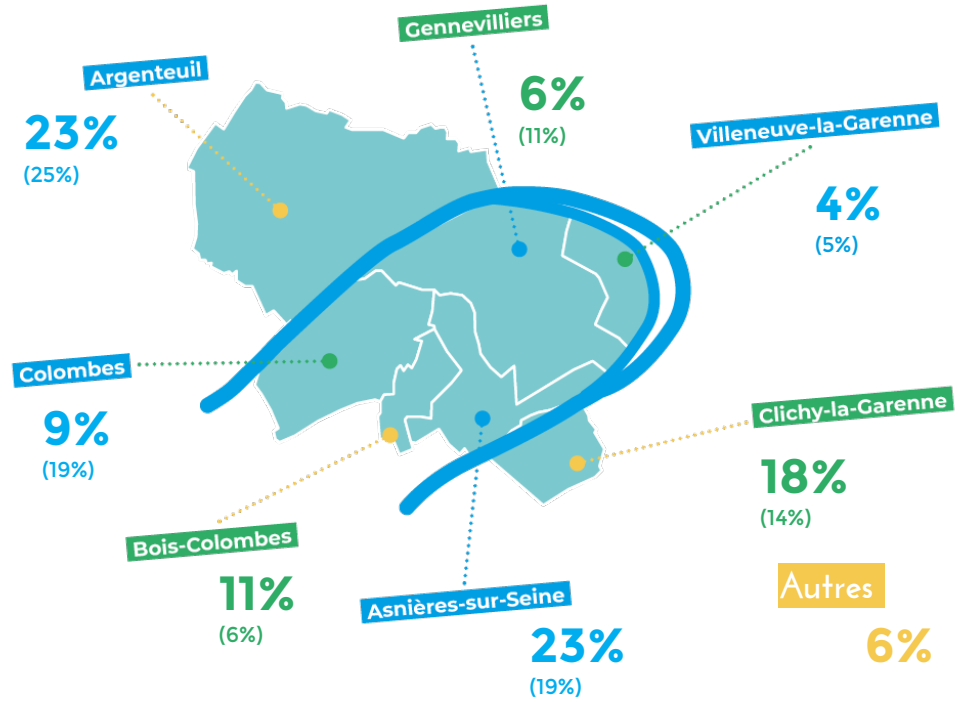 Gennevilliers
6%
(11%)
Argenteuil
23%
(25%)
Villeneuve-la-Garenne
4%
(5%)
Colombes
9%
(19%)
Clichy-la-Garenne
18%
(14%)
Bois-Colombes
11%
(6%)
Asnières-sur-Seine
23%
(19%)
Autres
6%